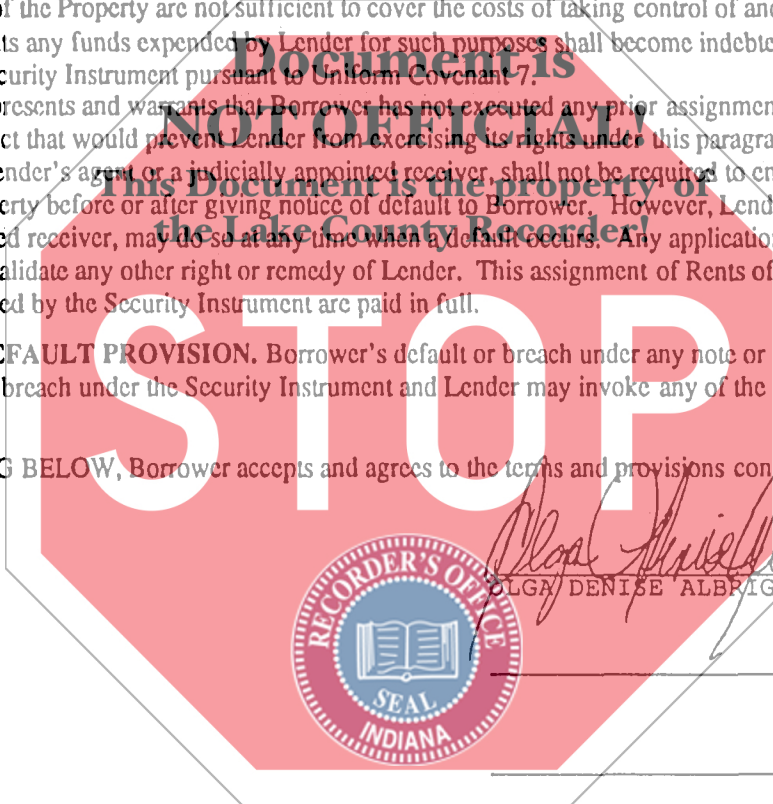 of the Property are not sufficient to cover the costs of taking control of and
ts any funds expended by Lender for such purposes shall become indebte
Document is
curity Instrument pursuant to Uniform Covenant 7.
resents and warrants that Borrower has not executed any prior assignmen
NOT OFFICIAL!
ct that would prevent Lender from exercising its rights under this paragra
ender's agent or a judicially appointed receiver, shall not be required to en
This Document is the property of
erty before or after giving notice of default to Borrower. However, Lend
the Lake County Recorder!
ed receiver, may do so at any time when a default occurs. Any application
alidate any other right or remedy of Lender. This assignment of Rents of
ed by the Security Instrument are paid in full.
EFAULT PROVISION. Borrower's default or breach under any note or
breach under the Security Instrument and Lender may invoke any of the
STOP
G BELOW, Borrower accepts and agrees to the terms and provisions con
Olga Denise
OLGA DENISE ALBRIG
RECORDER'S OFFICE
SEAL
INDIANA